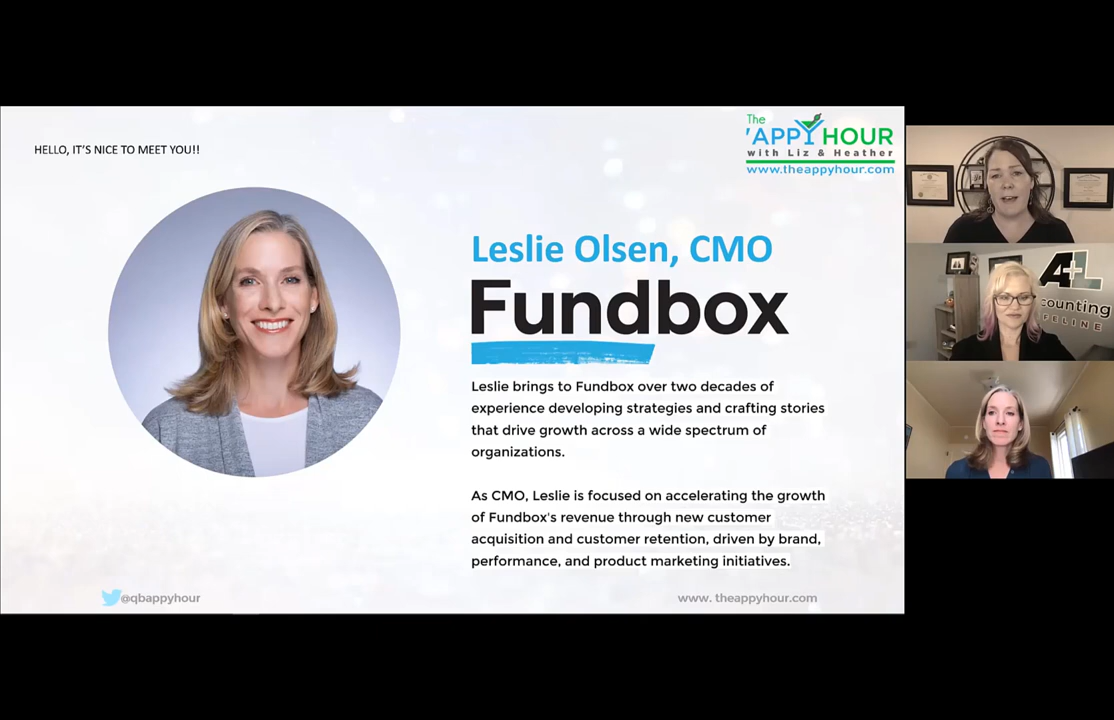 HELLO, IT'S NICE TO MEET YOU!!
The
'APPY HOUR
with Liz & Heather
www.theappyhour.com
Leslie Olsen, CMO
Fundbox
Leslie brings to Fundbox over two decades of
experience developing strategies and crafting stories
that drive growth across a wide spectrum of
organizations.
As CMO, Leslie is focused on accelerating the growth
of Fundbox's revenue through new customer
acquisition and customer retention, driven by brand,
performance, and product marketing initiatives.
@qbappyhour
www. theappyhour.com
A+L
counting
FELINE